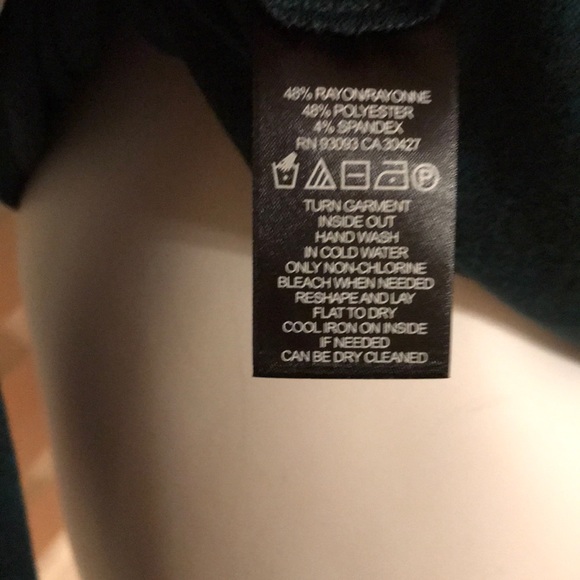 48% RAYON/RAYONNE
48% POLYESTER
4% SPANDEX
RN 93093 CA 30427
P
TURN GARMENT
INSIDE OUT
HAND WASH
IN COLD WATER
ONLY NON-CHLORINE
BLEACH WHEN NEEDED
RESHAPE AND LAY
FLAT TO DRY
COOL IRON ON INSIDE
IF NEEDED
CAN BE DRY CLEANED